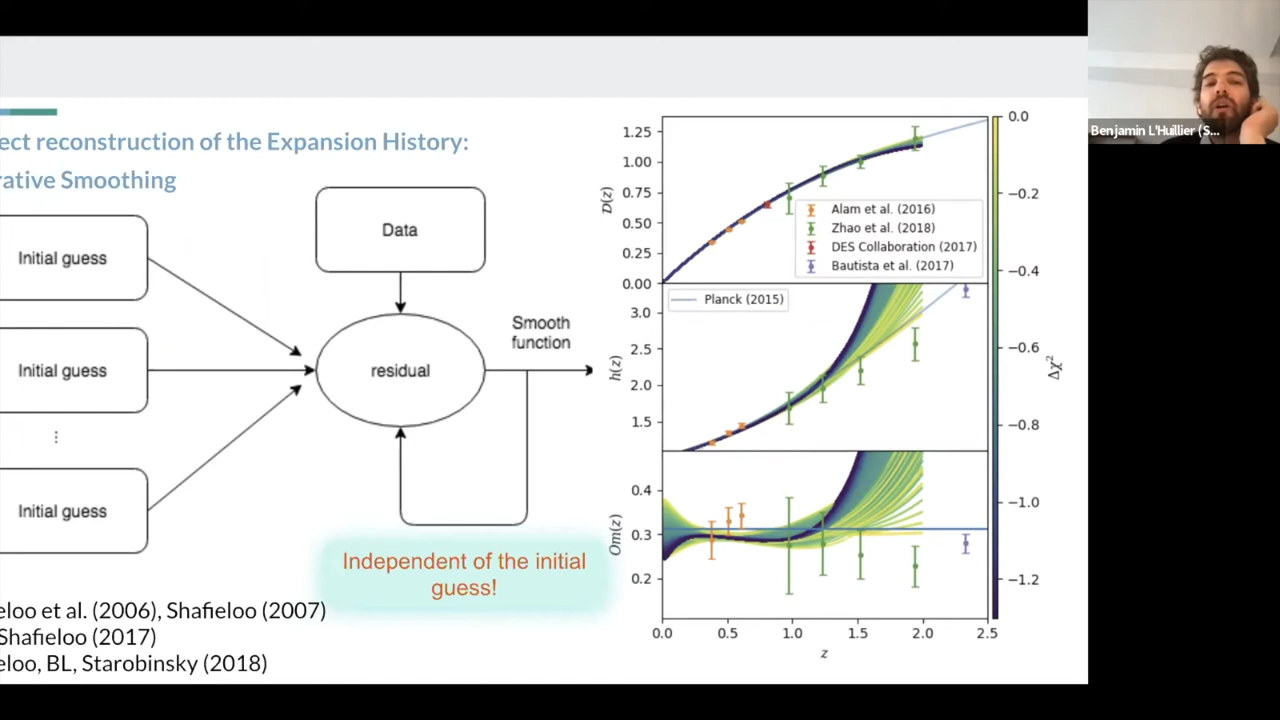 ect reconstruction of the Expansion History:
rative Smoothing
Initial guess
Initial guess
⋮
Initial guess
Data
residual
Smooth
function
Independent of the initial
guess!
eloo et al. (2006), Shafieloo (2007)
Shafieloo (2017)
eloo, BL, Starobinsky (2018)
D(z)
1.25
1.00
0.75
0.50
0.25
0.00
Alam et al. (2016)
Zhao et al. (2018)
DES Collaboration (2017)
Bautista et al. (2017)
h(z)
3.0
2.5
2.0
1.5
Planck (2015)
Om(z)
0.4
0.3
0.2
0.0 0.5 1.0 1.5 2.0 2.5
z
0.0
−0.2
−0.4
−0.6
−0.8
−1.0
−1.2
Δχ²
Benjamin L'Huillier (S...